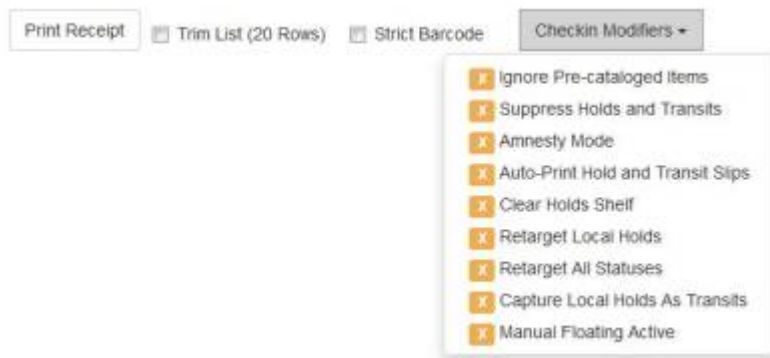 Print Receipt Trim List (20 Rows) Strict Barcode Checkin Modifiers
x Ignore Pre-cataloged Items
x Suppress Holds and Transits
x Amnesty Mode
x Auto-Print Hold and Transit Slips
x Clear Holds Shelf
x Retarget Local Holds
x Retarget All Statuses
x Capture Local Holds As Transits
x Manual Floating Active